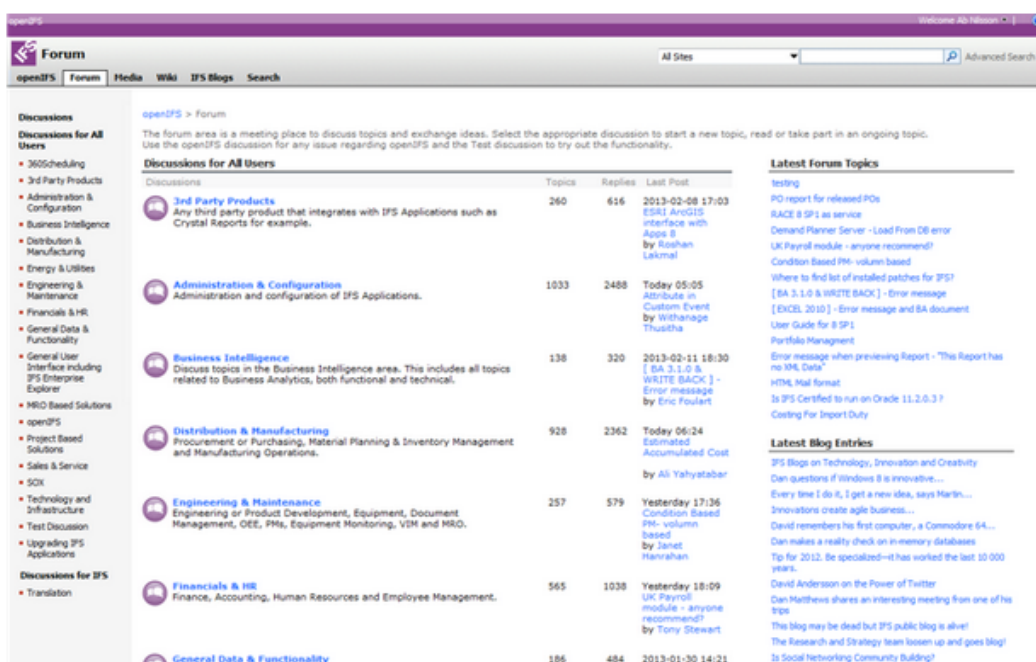 openIFS
Welcome Ab Nilsson
IFS
Forum
All Sites
Advanced Search
openIFS Forum Media Wiki IFS Blogs Search
Discussions
Discussions for All
Users
360Scheduling
3rd Party Products
Administration &
Configuration
Business Intelligence
Distribution &
Manufacturing
Energy & Utilities
Engineering &
Maintenance
Financials & HR
General Data &
Functionality
General User
Interface including
IFS Enterprise
Explorer
MRO Based Solutions
openIFS
Project Based
Solutions
Sales & Service
SOX
Technology and
Infrastructure
Test Discussion
Upgrading IFS
Applications
Discussions for IFS
Translation
openIFS > Forum
The forum area is a meeting place to discuss topics and exchange ideas. Select the appropriate discussion to start a new topic, read or take part in an ongoing topic.
Use the openIFS discussion for any issue regarding openIFS and the Test discussion to try out the functionality.
Discussions for All Users
Discussions Topics Replies Last Post
3rd Party Products 260 616 2013-02-08 17:03
Any third party product that integrates with IFS Applications such as
Crystal Reports for example.
ESRI ArcGIS
interface with
Apps 8
by Roshan
Lakmal
Administration & Configuration 1033 2488 Today 05:05
Administration and configuration of IFS Applications.
Attribute in
Custom Event
by Withanage
Thusitha
Business Intelligence 138 320 2013-02-11 18:30
Discuss topics in the Business Intelligence area. This includes all topics
related to Business Analytics, both functional and technical.
[ BA 3.1.0 &
WRITE BACK ] -
Error message
by Eric Foulart
Distribution & Manufacturing 928 2362 Today 06:24
Procurement or Purchasing, Material Planning & Inventory Management
and Manufacturing Operations.
Estimated
Accumulated Cost
by Ali Yahyatabar
Engineering & Maintenance 257 579 Yesterday 17:36
Engineering or Product Development, Equipment, Document
Management, OEE, PMs, Equipment Monitoring, VIM and MRO.
Condition Based
PM- volumn
based
by Janet
Hanrahan
Financials & HR 565 1038 Yesterday 18:09
Finance, Accounting, Human Resources and Employee Management.
UK Payroll
module - anyone
recommend?
by Tony Stewart
General Data & Functionality 186 484 2013-01-30 14:21
Latest Forum Topics
testing
PO report for released POs
RACE 8 SP1 as service
Demand Planner Server - Load From DB error
UK Payroll module - anyone recommend?
Condition Based PM- volumn based
Where to find list of installed patches for IFS?
[ BA 3.1.0 & WRITE BACK ] - Error message
[ EXCEL 2010 ] - Error message and BA document
User Guide for 8 SP1
Portfolio Managment
Error message when previewing Report - "This Report has
no XML Data"
HTML Mail format
Is IFS Certified to run on Oracle 11.2.0.3 ?
Costing For Import Duty
Latest Blog Entries
IFS Blogs on Technology, Innovation and Creativity
Dan questions if Windows 8 is innovative...
Every time I do it, I get a new idea, says Martin...
Innovations create agile business...
David remembers his first computer, a Commodore 64...
Dan makes a reality check on in-memory databases
Tip for 2012. Be specialized—it has worked the last 10 000
years.
David Andersson on the Power of Twitter
Dan Matthews shares an interesting meeting from one of his
trips
This blog may be dead but IFS public blog is alive!
The Research and Strategy team loosen up and goes blog!
Is Social Networking Community Building?